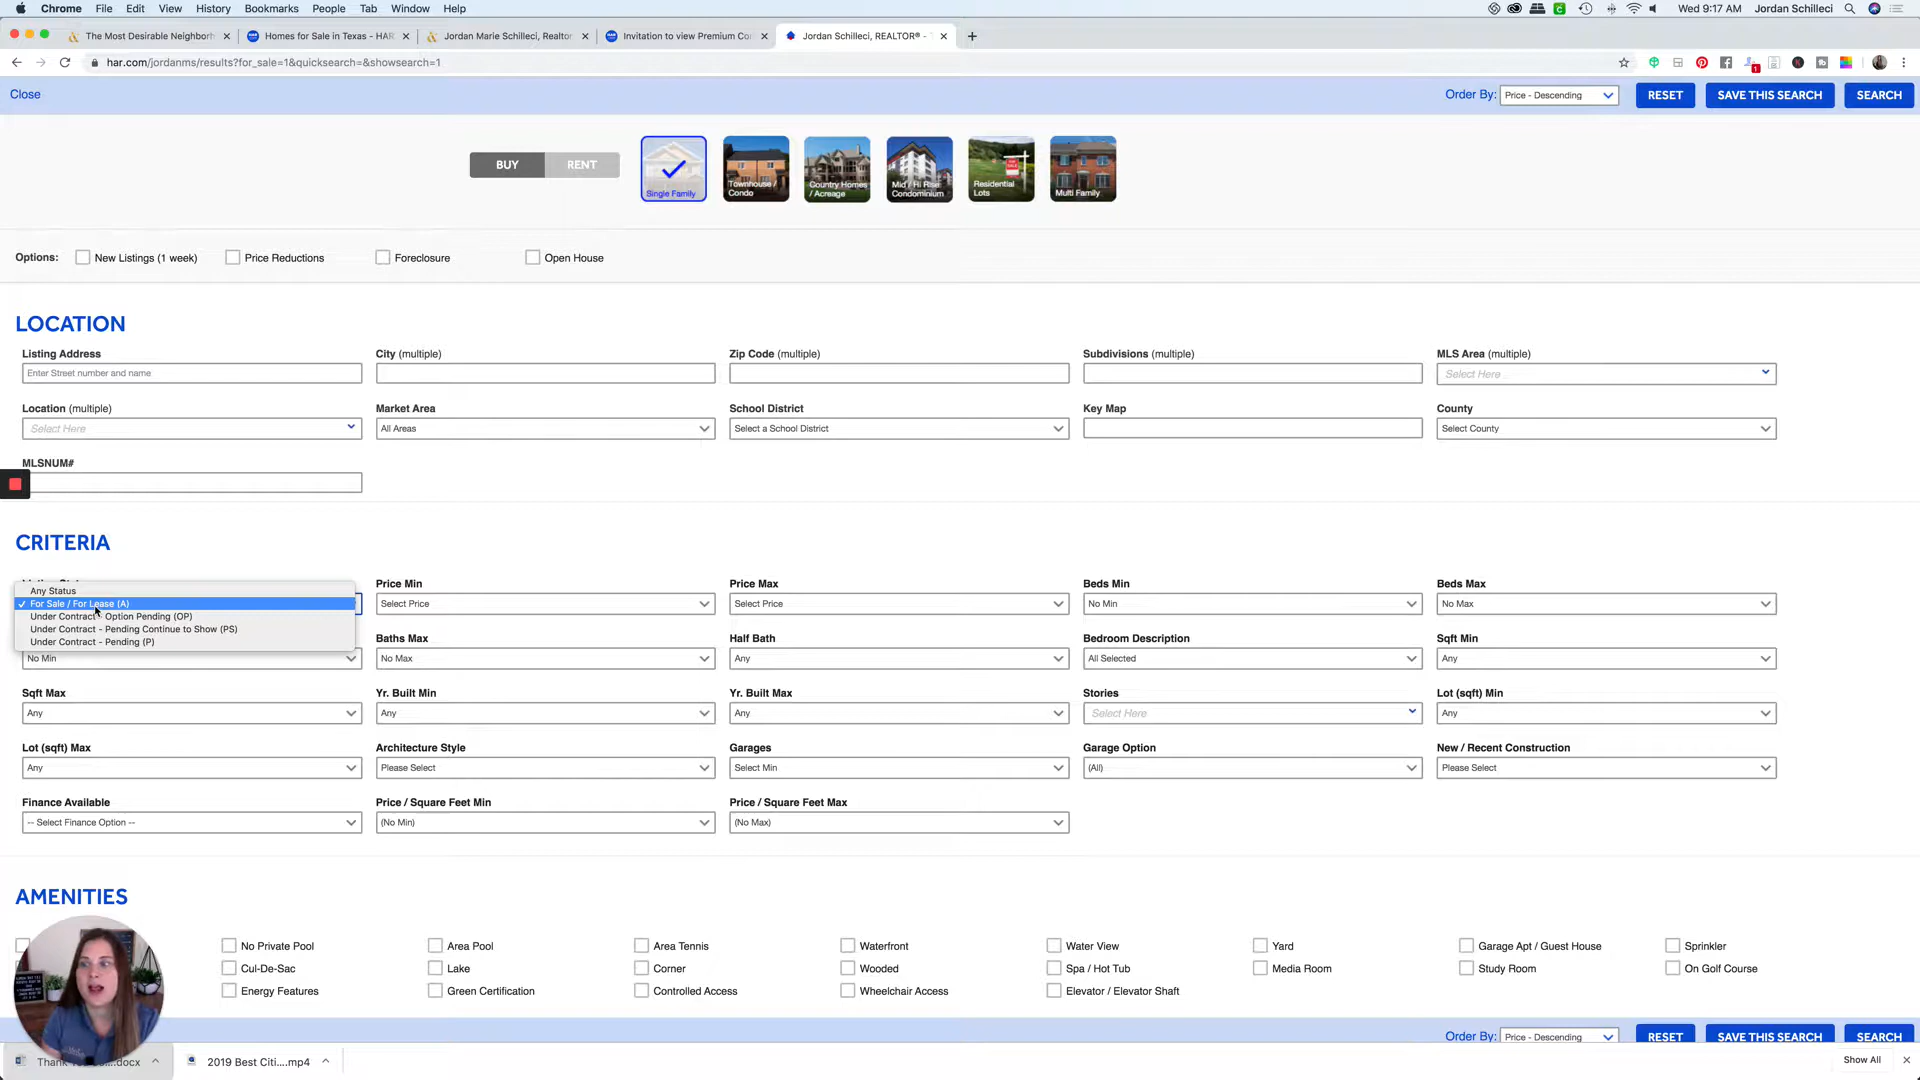 Chrome File Edit View History Bookmarks People Tab Window Help Wed 9:17 AM Jordan Schilleci
The Most Desirable Neighborh Homes for Sale in Texas - HAR Jordan Marie Schilleci, Realtor Invitation to view Premium Co Jordan Schilleci, REALTOR® -
har.com/jordanms/results?for_sale=1&quicksearch=&showsearch=1
Close Order By: Price - Descending RESET SAVE THIS SEARCH SEARCH
BUY RENT Single Family Townhouse / Condo Country Homes / Acreage Mid / Hi Rise Condominium Residential Lots Multi Family
Options: New Listings (1 week) Price Reductions Foreclosure Open House
LOCATION
Listing Address City (multiple) Zip Code (multiple) Subdivisions (multiple) MLS Area (multiple)
Enter Street number and name Select Here
Location (multiple) Market Area School District Key Map County
Select Here All Areas Select a School District Select County
MLSNUM#
CRITERIA
Price Min Price Max Beds Min Beds Max
Any Status
For Sale / For Lease (A) Select Price Select Price No Min No Max
Under Contract - Option Pending (OP)
Under Contract - Pending Continue to Show (PS)
Under Contract - Pending (P) Baths Max Half Bath Bedroom Description Sqft Min
No Min No Max Any All Selected Any
Sqft Max Yr. Built Min Yr. Built Max Stories Lot (sqft) Min
Any Any Any Select Here Any
Lot (sqft) Max Architecture Style Garages Garage Option New / Recent Construction
Any Please Select Select Min (All) Please Select
Finance Available Price / Square Feet Min Price / Square Feet Max
-- Select Finance Option -- (No Min) (No Max)
AMENITIES
No Private Pool Area Pool Area Tennis Waterfront Water View Yard Garage Apt / Guest House Sprinkler
Cul-De-Sac Lake Corner Wooded Spa / Hot Tub Media Room Study Room On Golf Course
Energy Features Green Certification Controlled Access Wheelchair Access Elevator / Elevator Shaft
Order By: Price - Descending RESET SAVE THIS SEARCH SEARCH
Thank .docx 2019 Best Citi....mp4 Show All